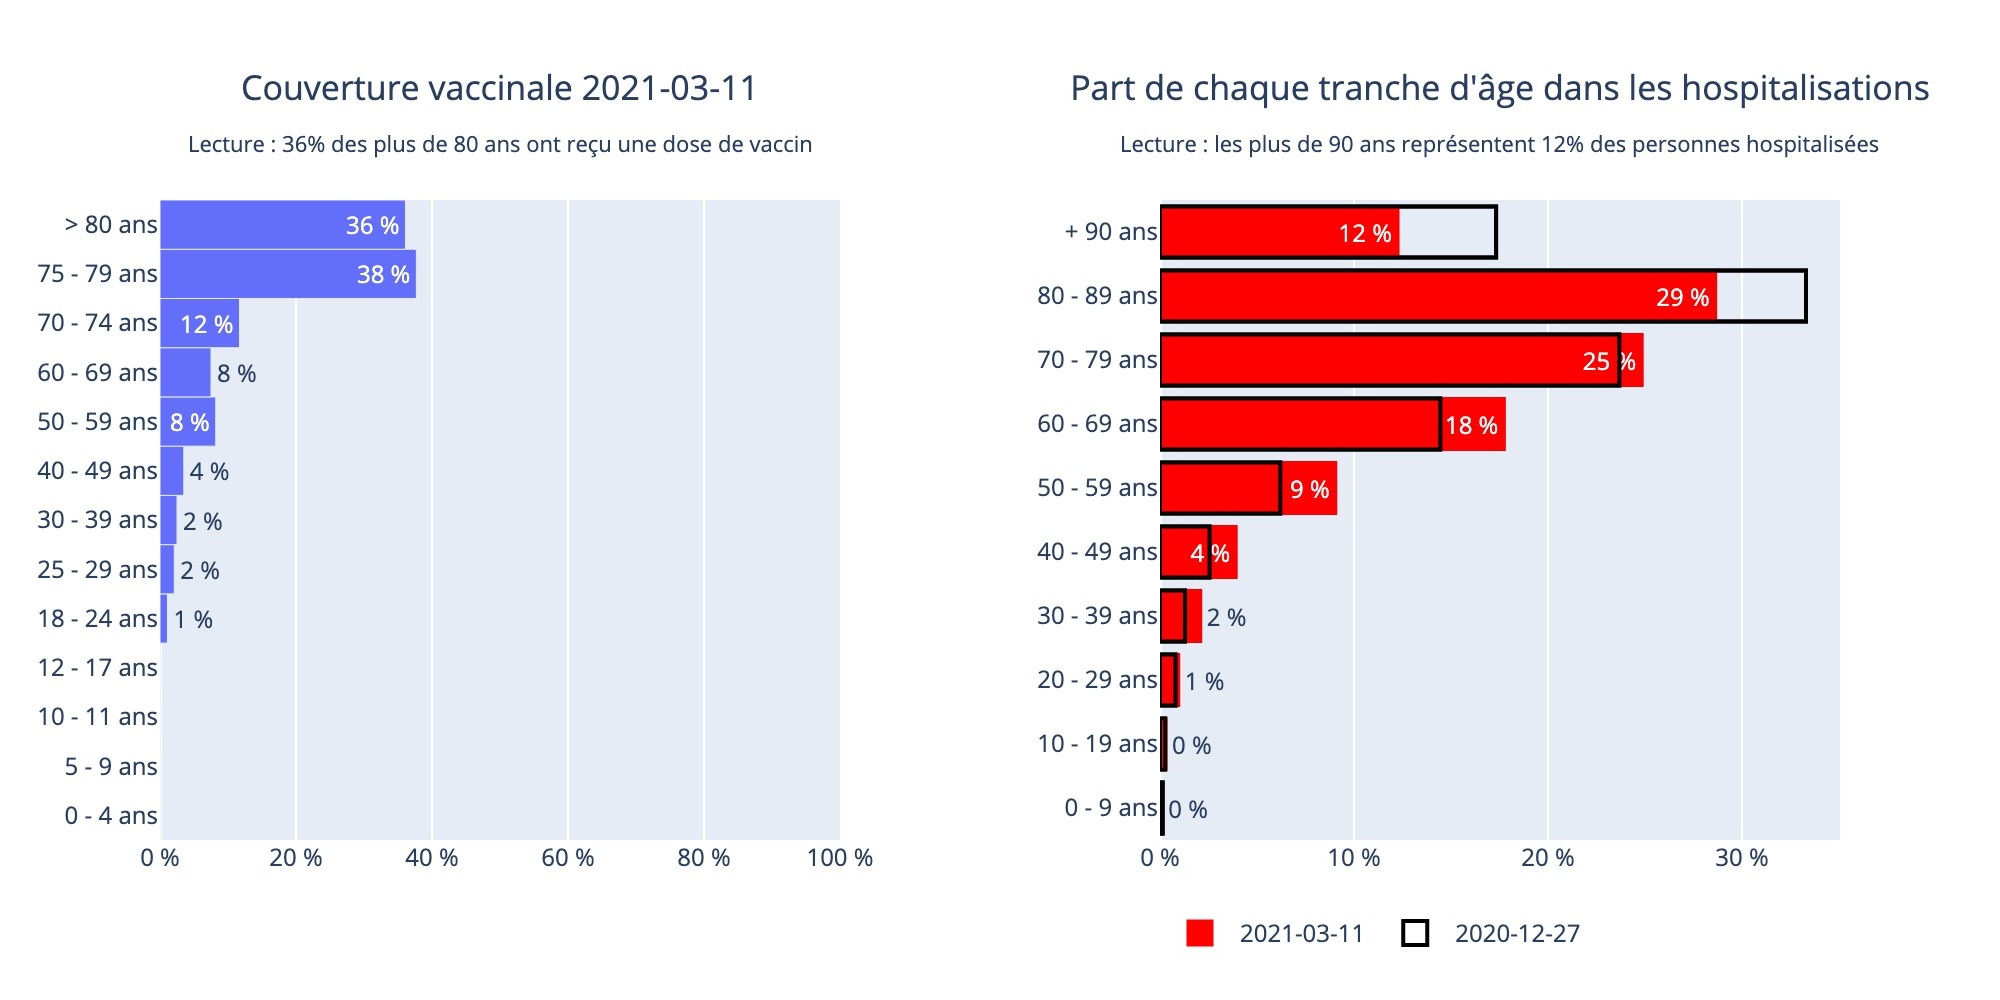 Couverture vaccinale 2021-03-11
Lecture : 36% des plus de 80 ans ont reçu une dose de vaccin
> 80 ans 36 %
75 - 79 ans 38 %
70 - 74 ans 12 %
60 - 69 ans 8 %
50 - 59 ans 8 %
40 - 49 ans 4 %
30 - 39 ans 2 %
25 - 29 ans 2 %
18 - 24 ans 1 %
12 - 17 ans
10 - 11 ans
5 - 9 ans
0 - 4 ans
0 % 20 % 40 % 60 % 80 % 100 %
Part de chaque tranche d'âge dans les hospitalisations
Lecture : les plus de 90 ans représentent 12% des personnes hospitalisées
+ 90 ans 12 %
80 - 89 ans 29 %
70 - 79 ans 25 %
60 - 69 ans 18 %
50 - 59 ans 9 %
40 - 49 ans 4 %
30 - 39 ans 2 %
20 - 29 ans 1 %
10 - 19 ans 0 %
0 - 9 ans 0 %
0 % 10 % 20 % 30 %
2021-03-11 2020-12-27